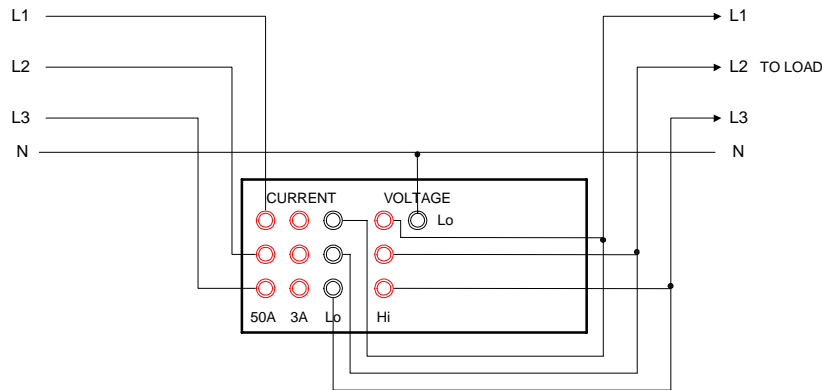 L1 L1
L2 L2 TO LOAD
L3 L3
N N
CURRENT VOLTAGE
Lo
50A 3A Lo Hi